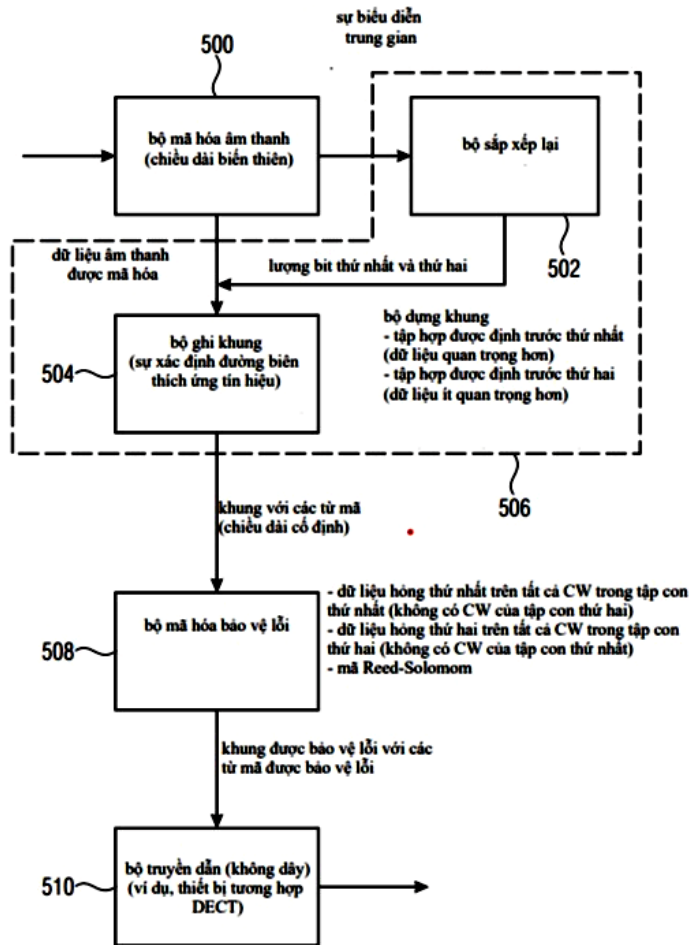 sự biểu diễn
trung gian
500
bộ mã hóa âm thanh
(chiều dài biến thiên)
bộ sắp xếp lại
502
dữ liệu âm thanh
được mã hóa
lượng bit thứ nhất và thứ hai
bộ ghi khung
(sự xác định đường biên
thích ứng tín hiệu)
504
bộ dựng khung
- tập hợp được định trước thứ nhất
(dữ liệu quan trọng hơn)
- tập hợp được định trước thứ hai
(dữ liệu ít quan trọng hơn)
506
khung với các từ mã
(chiều dài cố định)
bộ mã hóa bảo vệ lỗi
508
- dữ liệu hỏng thứ nhất trên tất cả CW trong tập con
thứ nhất (không có CW của tập con thứ hai)
- dữ liệu hỏng thứ hai trên tất cả CW trong tập con
thứ hai (không có CW của tập con thứ nhất)
- mã Reed-Solomom
khung được bảo vệ lỗi với các
từ mã được bảo vệ lỗi
bộ truyền dẫn (không dây)
(ví dụ, thiết bị tương hợp
DECT)
510